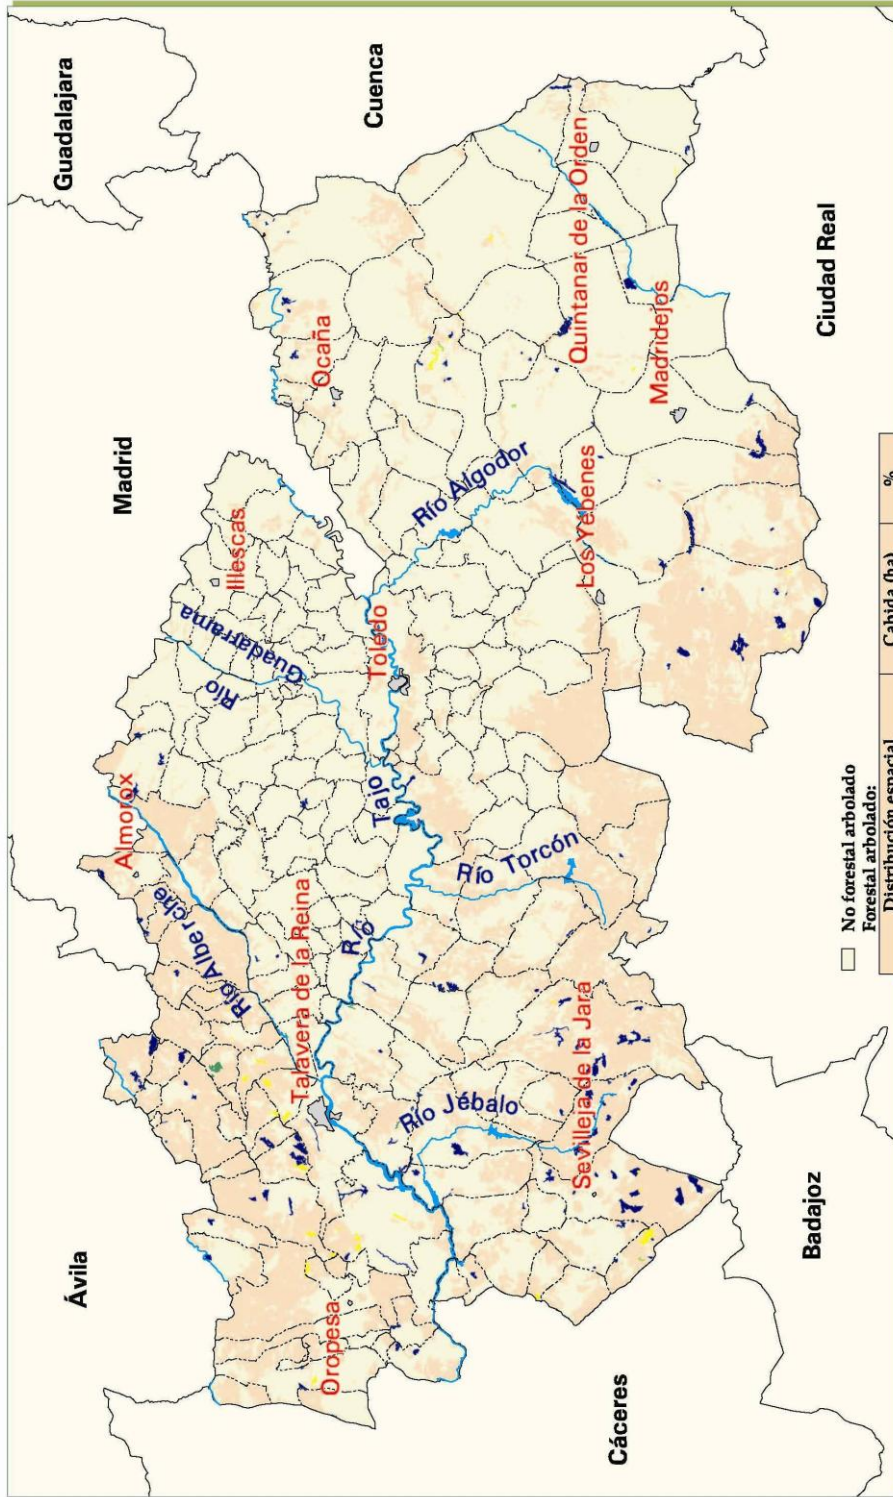 Guadalajara
Madrid
Ávila
Cuenca
Almorox
Illescas
Río Guadarrama
Río Alberche
Ocaña
Talavera de la Reina
Oropesa
Toledo
Río Tajo
Río Algodor
Río Torcón
Río Jébalo
Quintanar de la Orden
Los Yébenes
Madridejos
Sevilleja de la Jara
Cáceres
Badajoz
Ciudad Real
No forestal arbolado
Forestal arbolado:
Distribución espacial Cabida (ha) %